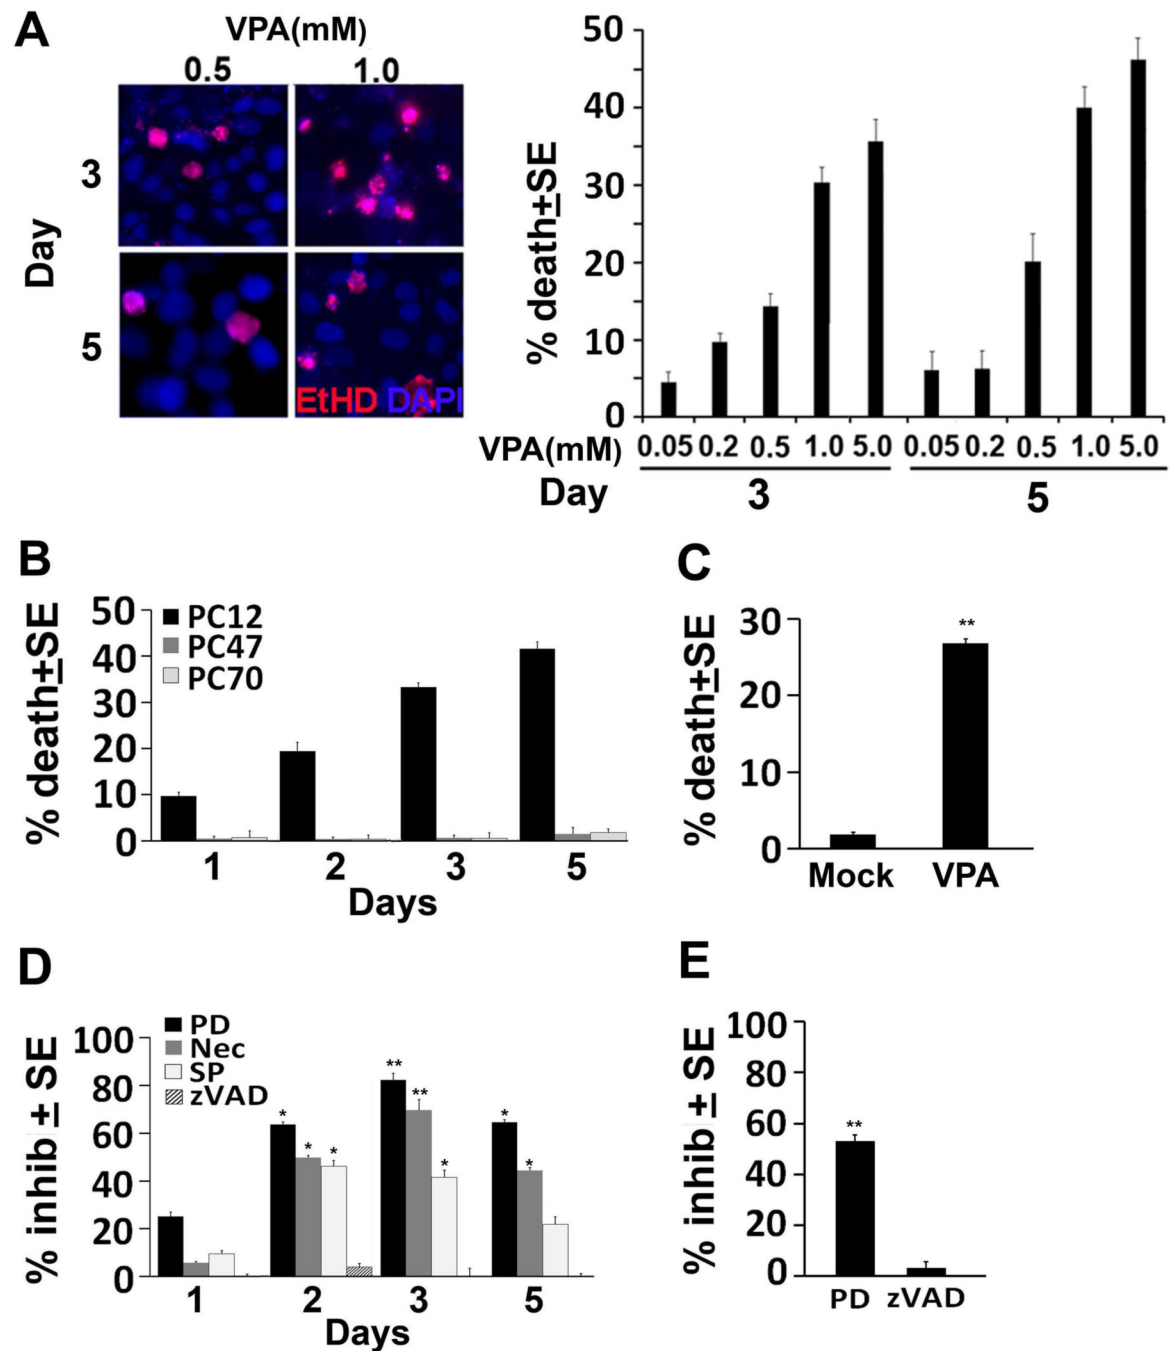 A
VPA(mM)
0.5 1.0
Day
3
5
EtHD DAPI
% death±SE
50
40
30
20
10
0
VPA(mM) 0.05 0.2 0.5 1.0 5.0 0.05 0.2 0.5 1.0 5.0
Day 3 5
B
% death±SE
50
40
30
20
10
0
PC12
PC47
PC70
1 2 3 5
Days
C
% death±SE
30
20
10
0
**
Mock VPA
D
% inhib ± SE
100
80
60
40
20
0
PD
Nec
SP
zVAD
* * * ** ** * * *
1 2 3 5
Days
E
% inhib ± SE
100
80
60
40
20
0
**
PD zVAD